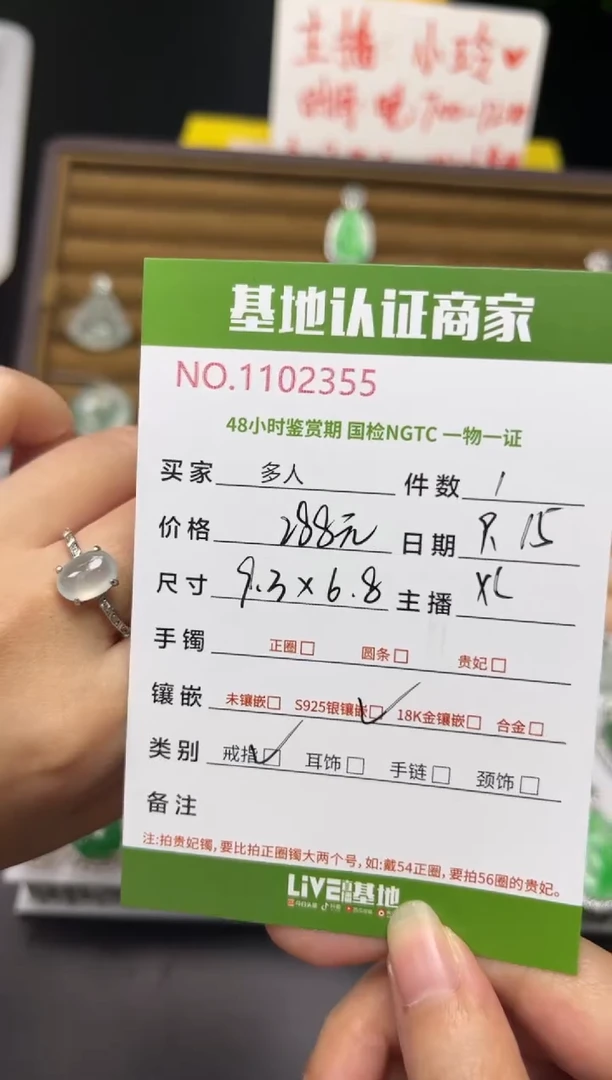 主播 小玲♥
基地认证商家
NO.1102355
48小时鉴赏期 国检NGTC 一物一证
买家 多人 件数 1
价格 288元 日期 9.15
尺寸 9.3×6.8 主播 XL
手镯 正圈□ 圆条□ 贵妃□
镶嵌 未镶嵌□ S925银镶嵌☑ 18K金镶嵌□ 合金□
类别 戒指☑ 耳饰□ 手链□ 颈饰□
备注
注:拍贵妃镯,要比拍正圈镯大两个号,如:戴54正圈,要拍56圈的贵妃。
LiVE直播基地